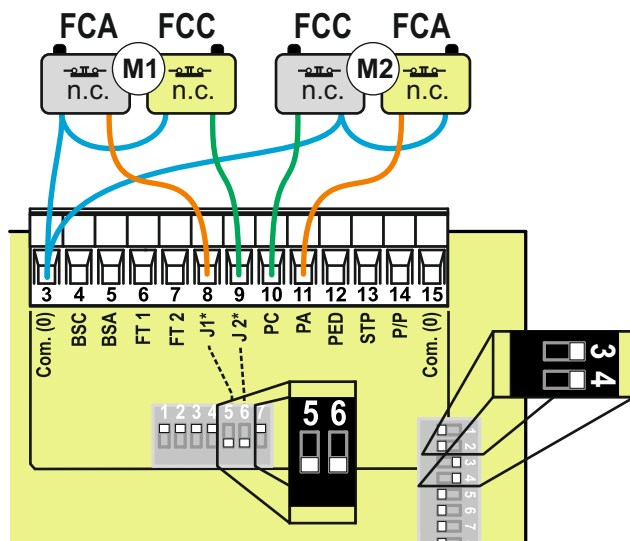 FCA FCC FCC FCA
M1 M2
n.c. n.c. n.c. n.c.
3 4 5 6 7 8 9 10 11 12 13 14 15
Com. (0) BSC BSA FT 1 FT 2 J1* J 2* PC PA PED STP P/P Com. (0)
3
4
1 2 3 4 5 6 7
5 6
1
2
3
4
5
6
7